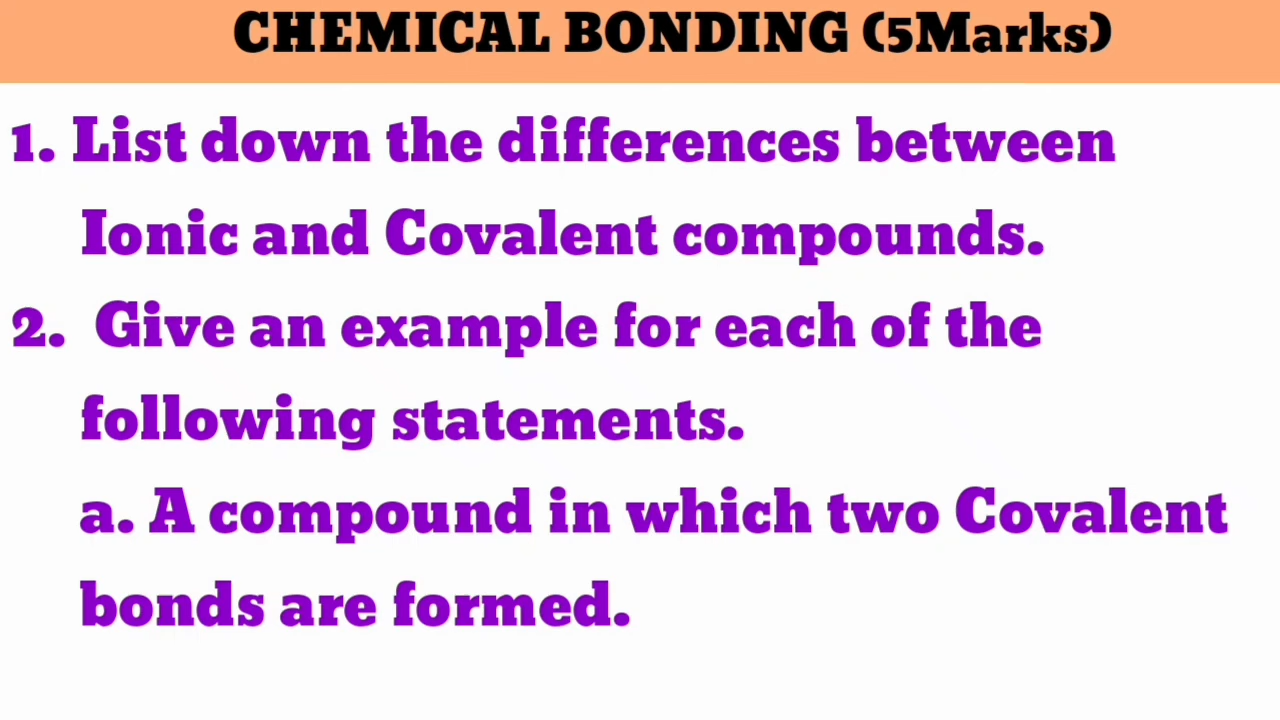 CHEMICAL BONDING (5Marks)
1. List down the differences between
Ionic and Covalent compounds.
2. Give an example for each of the
following statements.
a. A compound in which two Covalent
bonds are formed.